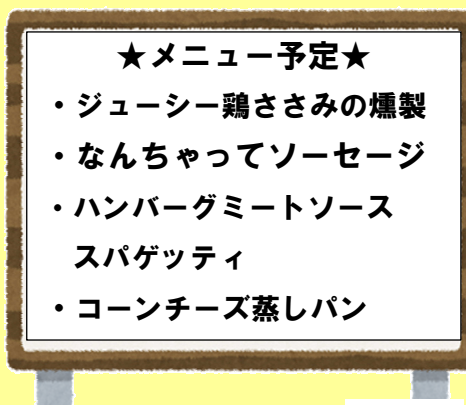 ★メニュー予定★
・ジューシー鶏ささみの燻製
・なんちゃってソーセージ
・ハンバーグミートソース
スパゲッティ
・コーンチーズ蒸しパン